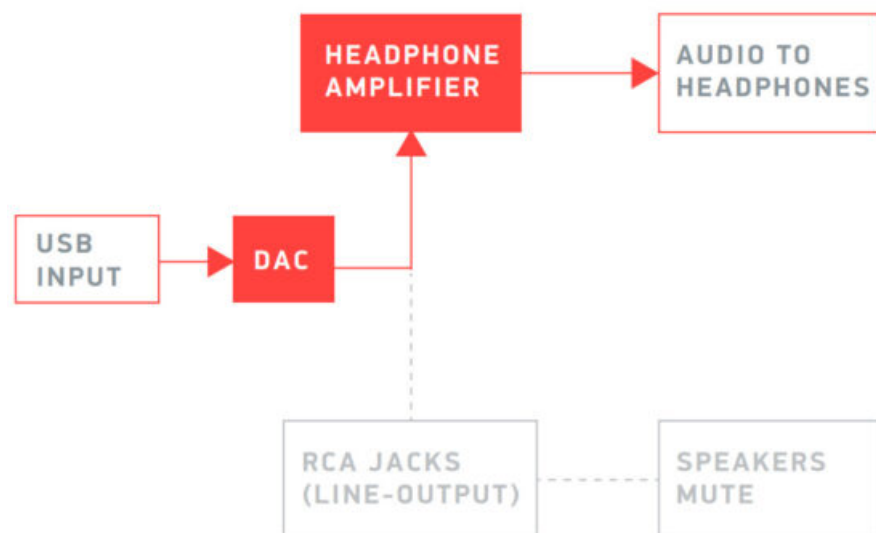 HEADPHONE
AMPLIFIER
AUDIO TO
HEADPHONES
USB
INPUT
DAC
RCA JACKS
(LINE-OUTPUT)
SPEAKERS
MUTE